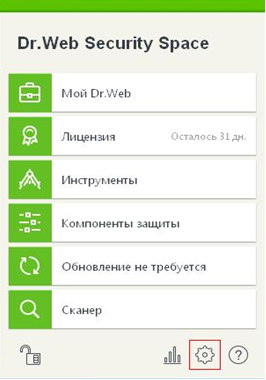 Dr.Web Security Space
Мой Dr.Web
Лицензия Осталось 31 дн.
Инструменты
Компоненты защиты
Обновление не требуется
Сканер
?